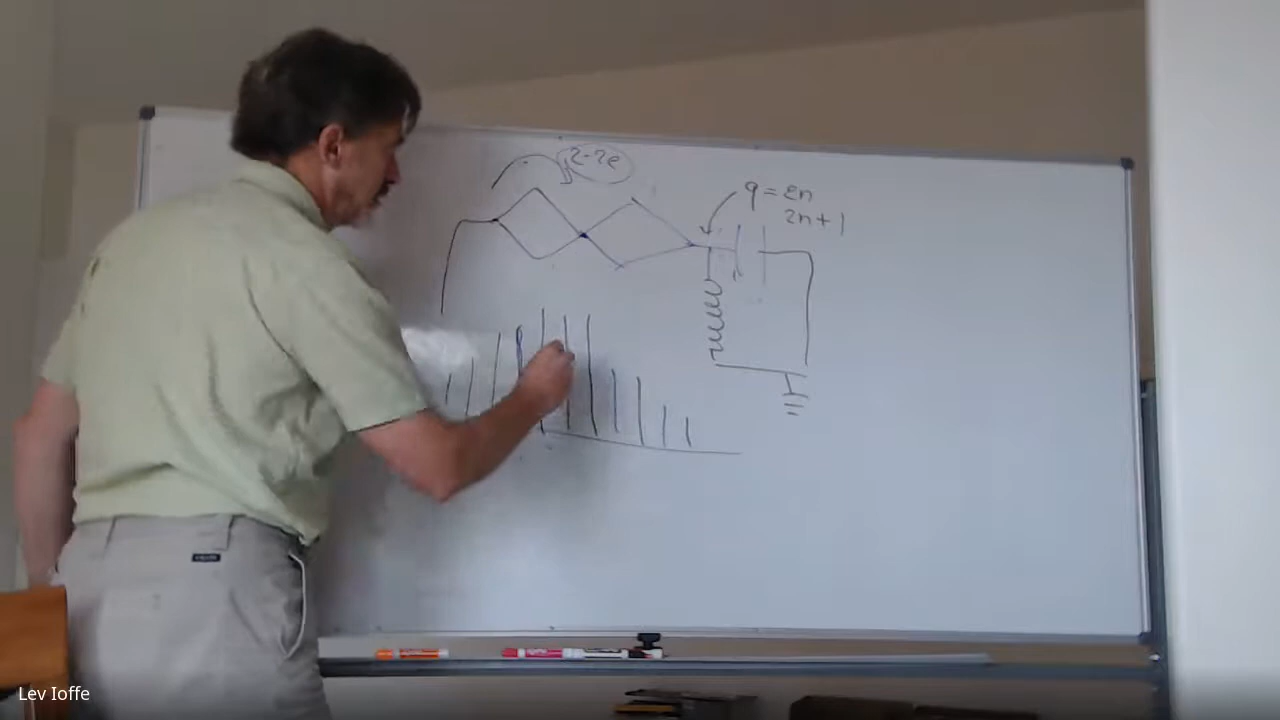 2-2e
q = 2n
2n+1
Lev Ioffe